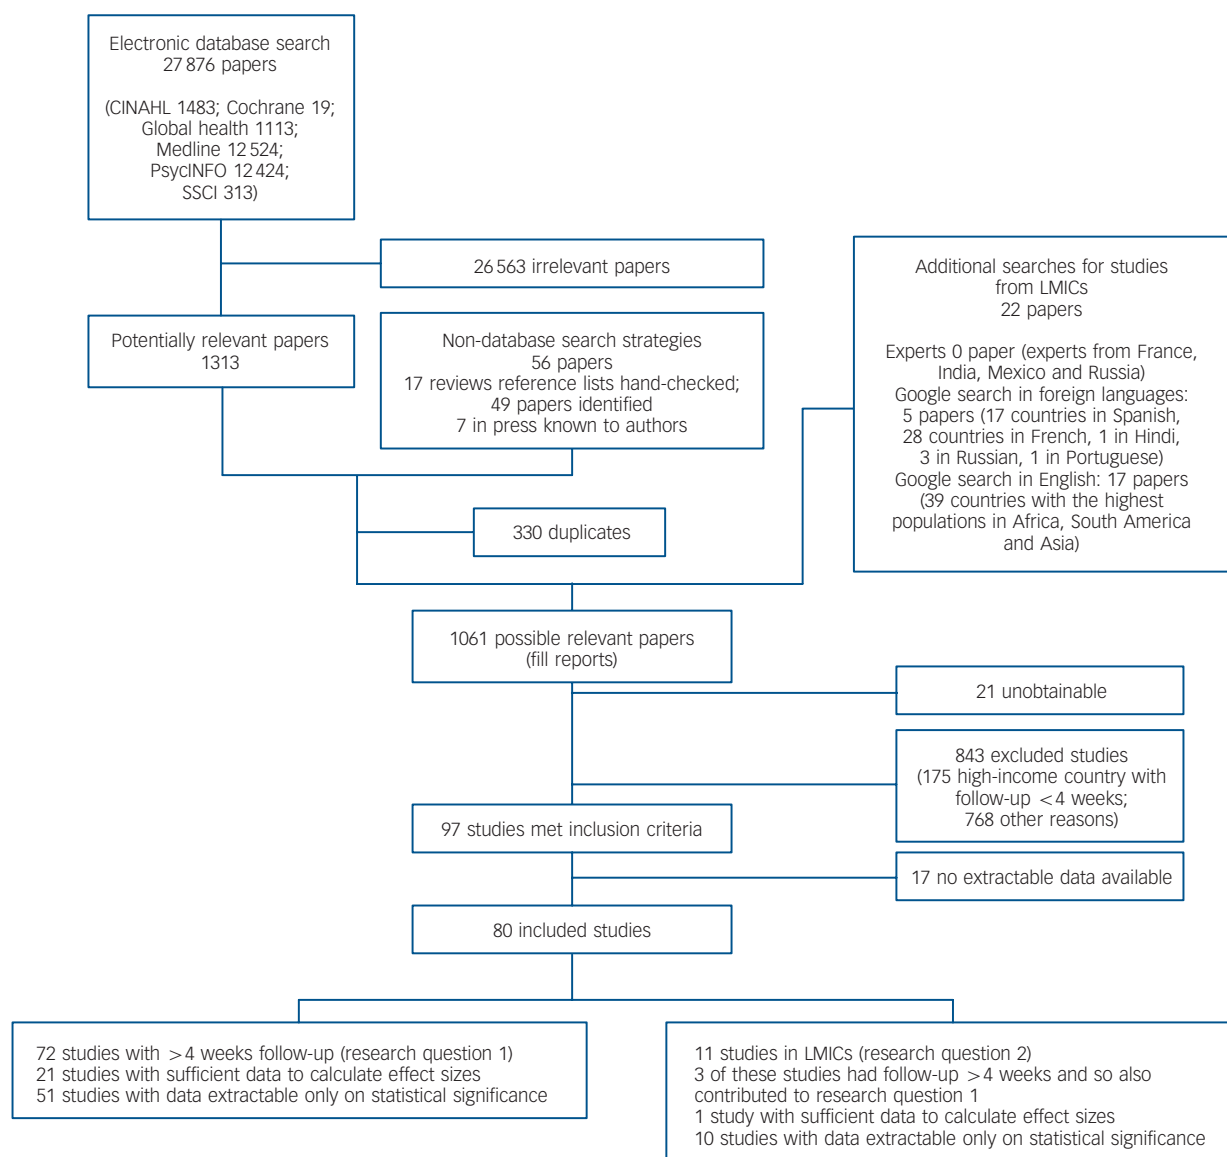 Electronic database search
27 876 papers
(CINAHL 1483; Cochrane 19;
Global health 1113;
Medline 12 524;
PsycINFO 12 424;
SSCI 313)
26 563 irrelevant papers
Potentially relevant papers
1313
Non-database search strategies
56 papers
17 reviews reference lists hand-checked;
49 papers identified
7 in press known to authors
Additional searches for studies
from LMICs
22 papers
Experts 0 paper (experts from France,
India, Mexico and Russia)
Google search in foreign languages:
5 papers (17 countries in Spanish,
28 countries in French, 1 in Hindi,
3 in Russian, 1 in Portuguese)
Google search in English: 17 papers
(39 countries with the highest
populations in Africa, South America
and Asia)
330 duplicates
1061 possible relevant papers
(fill reports)
21 unobtainable
843 excluded studies
(175 high-income country with
follow-up <4 weeks;
768 other reasons)
97 studies met inclusion criteria
17 no extractable data available
80 included studies
72 studies with >4 weeks follow-up (research question 1)
21 studies with sufficient data to calculate effect sizes
51 studies with data extractable only on statistical significance
11 studies in LMICs (research question 2)
3 of these studies had follow-up >4 weeks and so also
contributed to research question 1
1 study with sufficient data to calculate effect sizes
10 studies with data extractable only on statistical significance